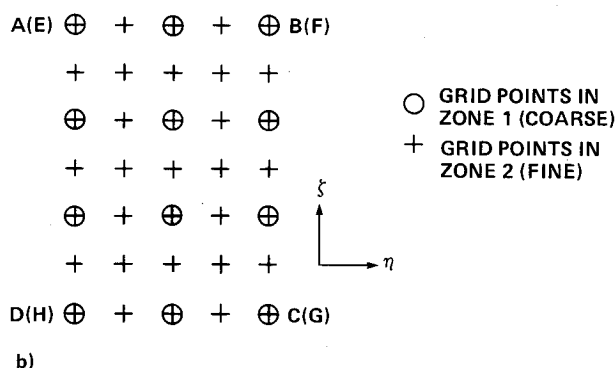 A(E) B(F)
GRID POINTS IN
ZONE 1 (COARSE)
GRID POINTS IN
ZONE 2 (FINE)
ζ
η
D(H) C(G)
b)